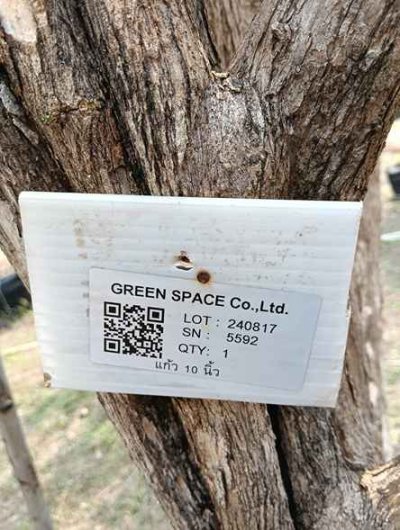 GREEN SPACE Co.,Ltd.
LOT : 240817
SN : 5592
QTY: 1
แก้ว 10 นิ้ว